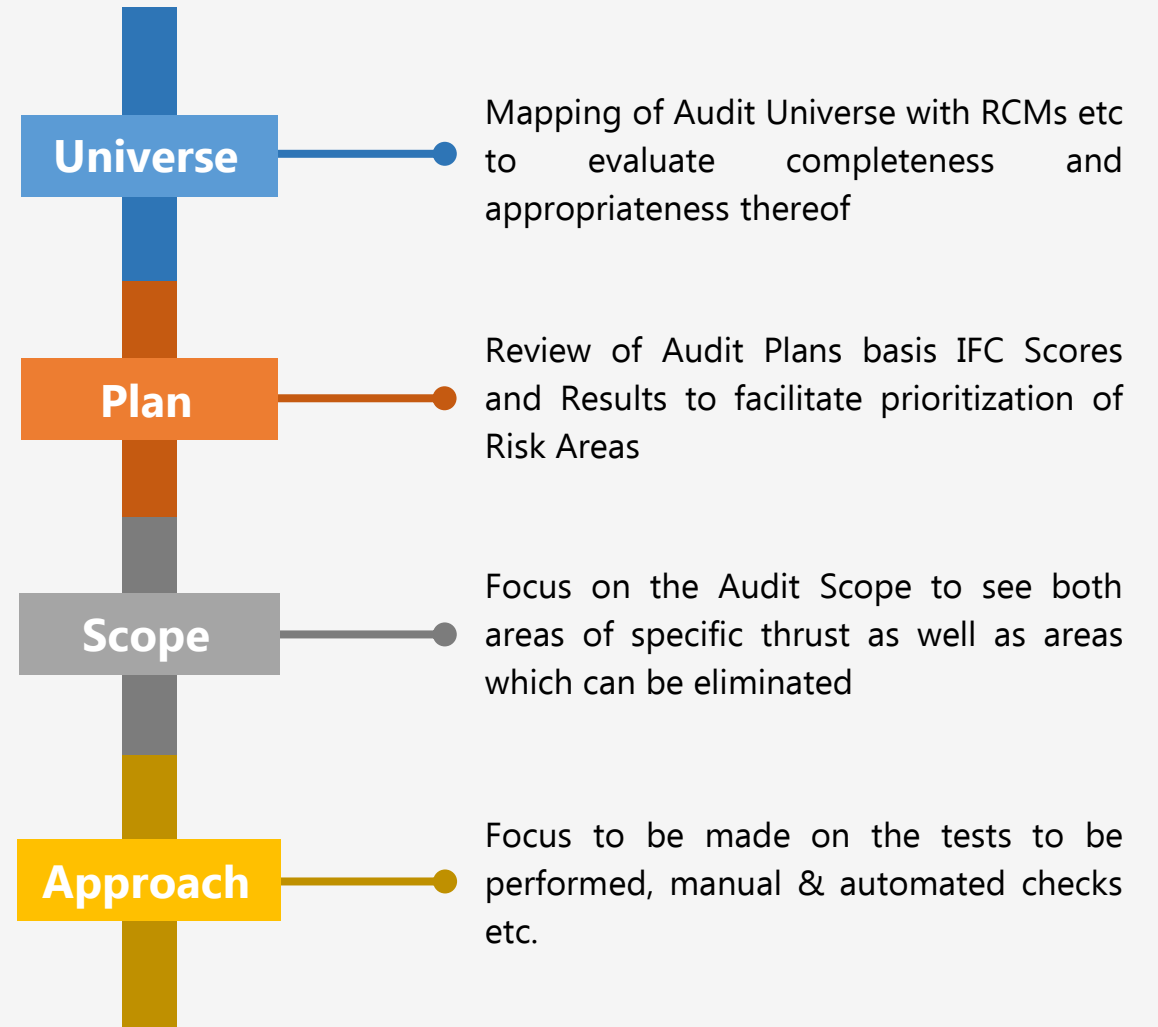 Universe
Mapping of Audit Universe with RCMs etc
to evaluate completeness and
appropriateness thereof
Plan
Review of Audit Plans basis IFC Scores
and Results to facilitate prioritization of
Risk Areas
Scope
Focus on the Audit Scope to see both
areas of specific thrust as well as areas
which can be eliminated
Approach
Focus to be made on the tests to be
performed, manual & automated checks
etc.